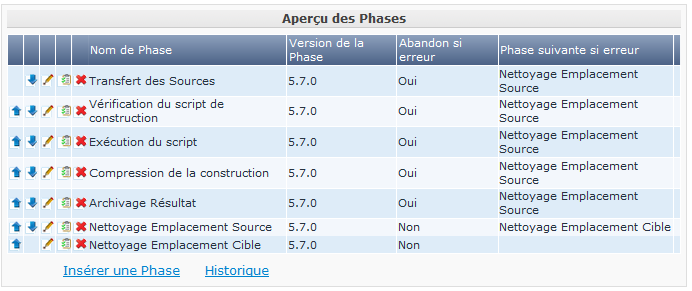 Aperçu des Phases
Nom de Phase Version de la Phase Abandon si erreur Phase suivante si erreur
Transfert des Sources 5.7.0 Oui Nettoyage Emplacement Source
Vérification du script de construction 5.7.0 Oui Nettoyage Emplacement Source
Exécution du script 5.7.0 Oui Nettoyage Emplacement Source
Compression de la construction 5.7.0 Oui Nettoyage Emplacement Source
Archivage Résultat 5.7.0 Oui Nettoyage Emplacement Source
Nettoyage Emplacement Source 5.7.0 Non Nettoyage Emplacement Cible
Nettoyage Emplacement Cible 5.7.0 Non
Insérer une Phase Historique